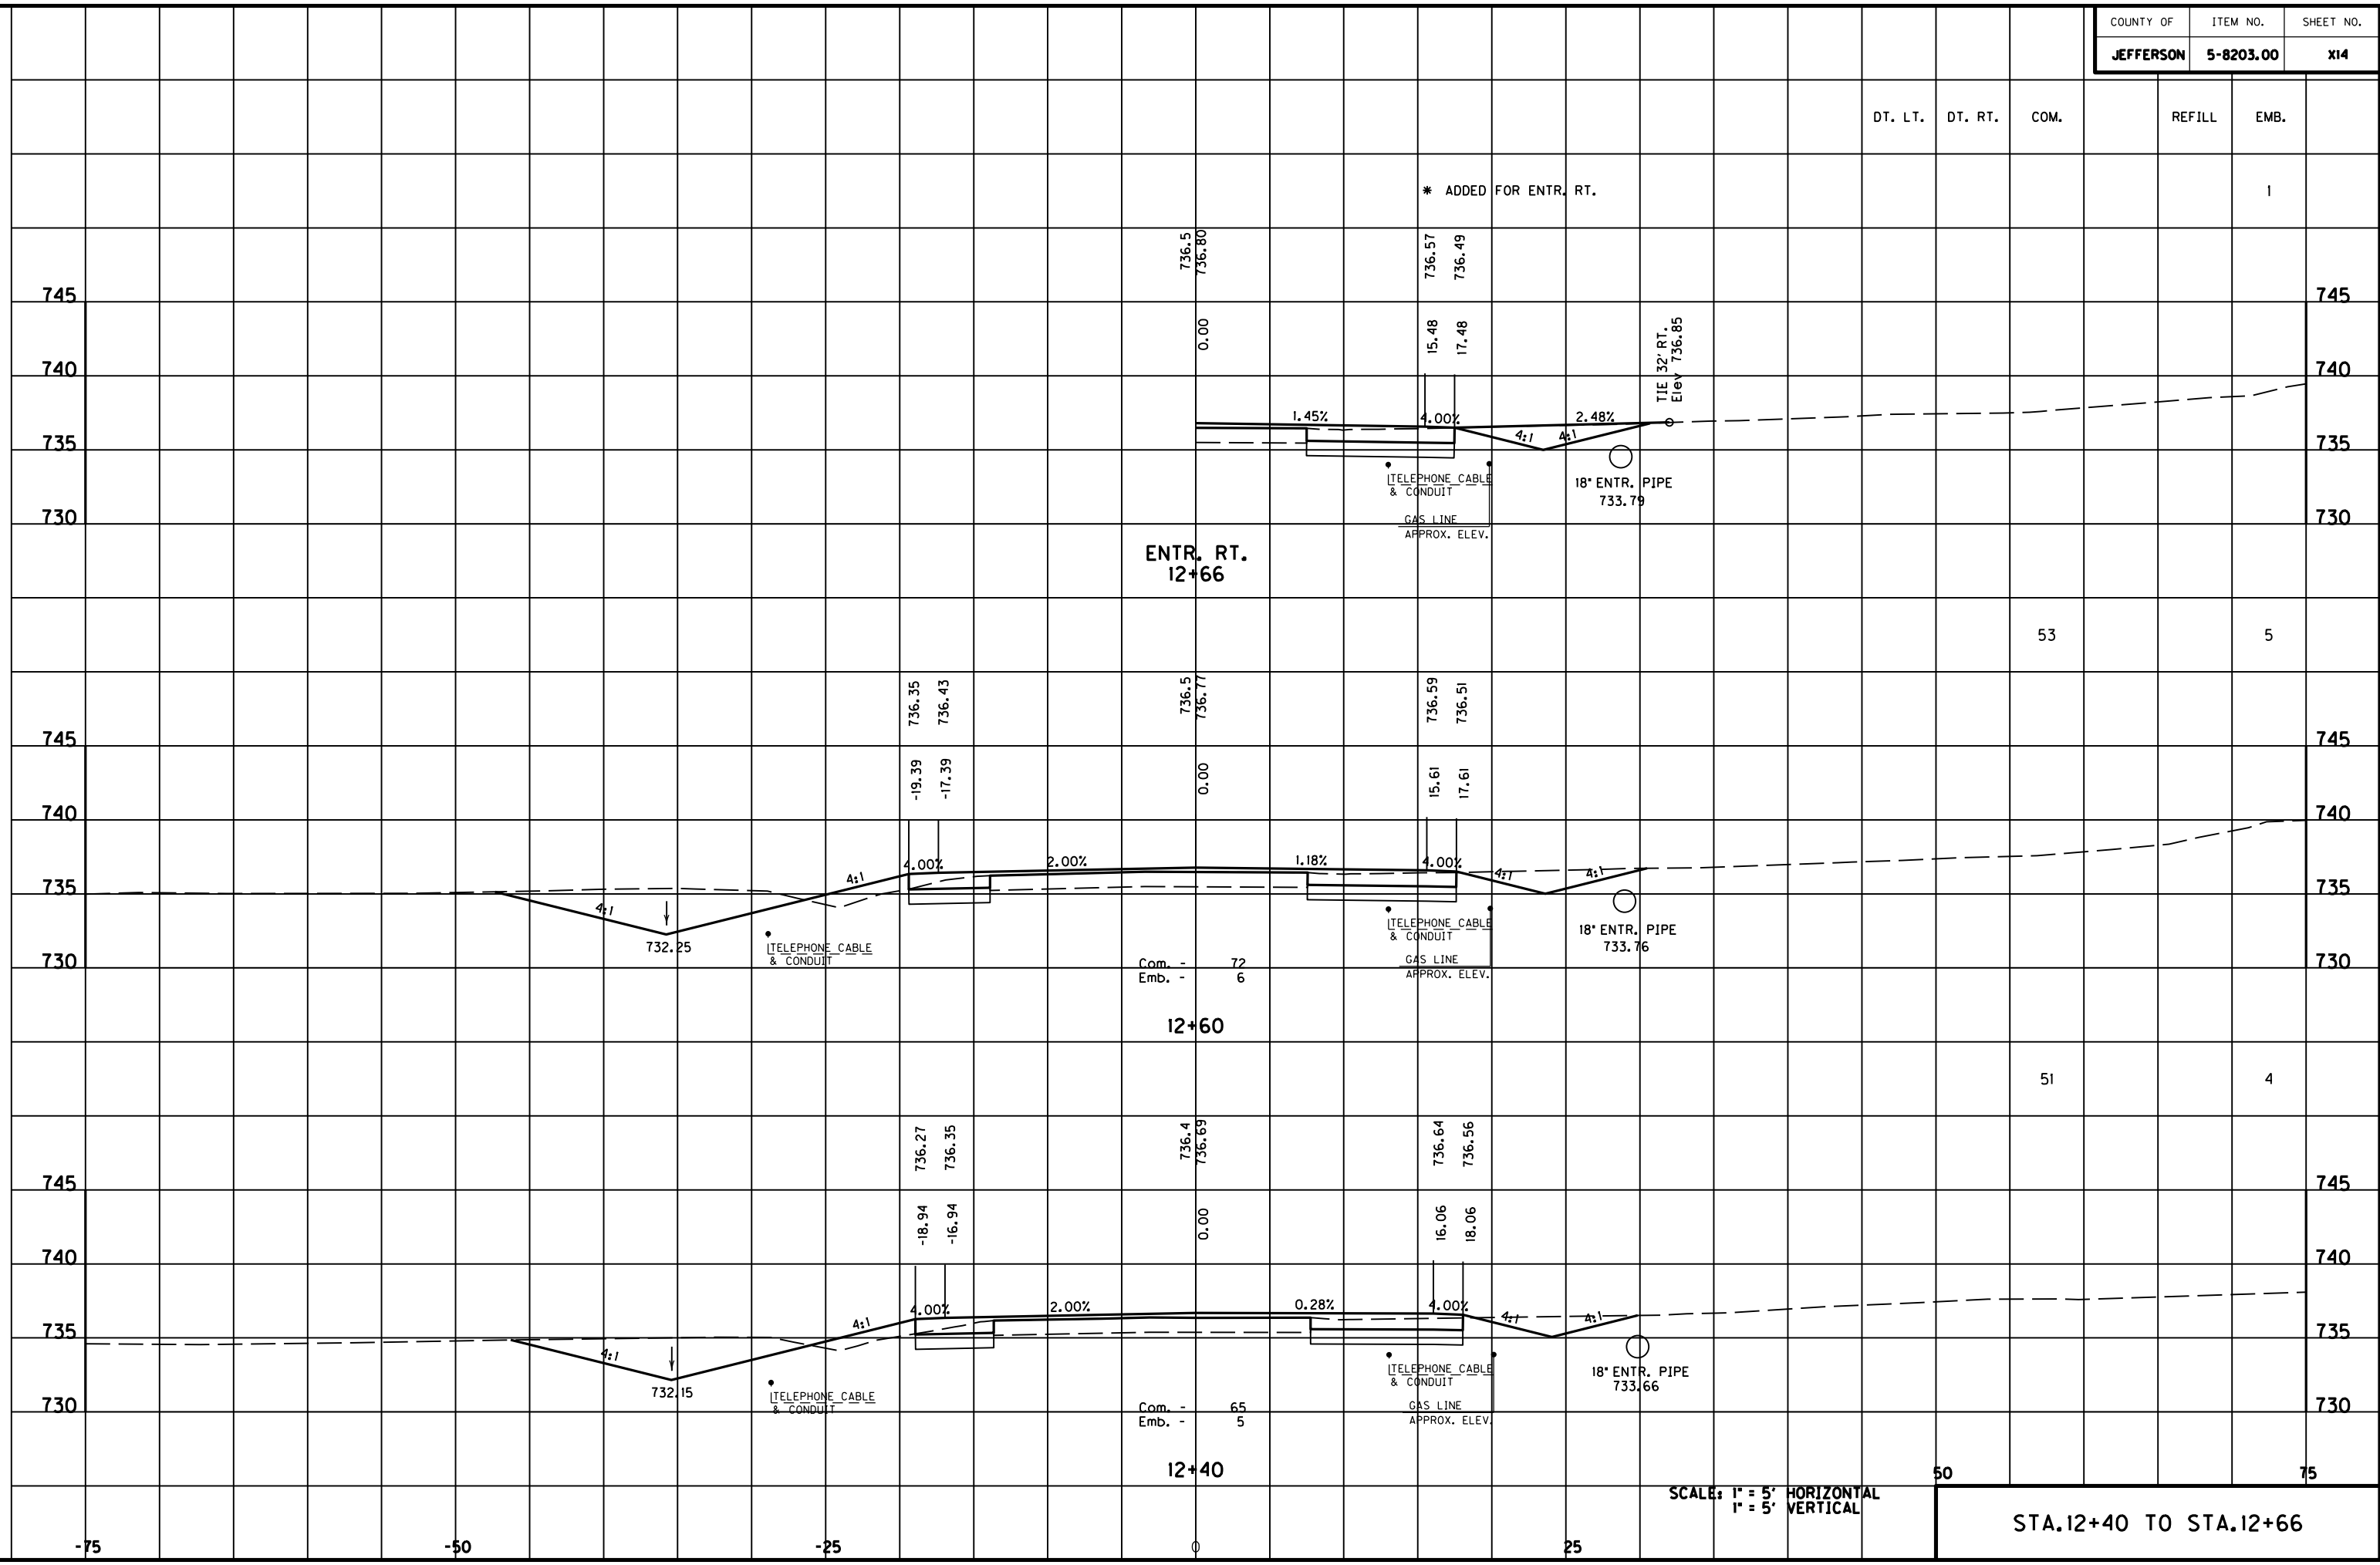 COUNTY OF ITEM NO. SHEET NO.
JEFFERSON 5-8203.00 X14
DT. LT. DT. RT. COM. REFILL EMB.
* ADDED FOR ENTR. RT. 1
736.5 736.80 736.57 736.49
745 745
0.00 15.48 17.48
TIE 32' RT.
Elev 736.85
740 740
1.45% 4.00% 2.48%
735 4:1 4:1 735
TELEPHONE CABLE
& CONDUIT
18" ENTR. PIPE
733.79
730 730
GAS LINE
APPROX. ELEV.
ENTR. RT.
12+66
53 5
736.35 736.43 736.5 736.77 736.59 736.51
745 745
-19.39 -17.39 0.00 15.61 17.61
740 740
4.00% 2.00% 1.18% 4.00%
4:1 4:1 4:1
735 735
4:1
732.25
TELEPHONE CABLE
& CONDUIT
TELEPHONE CABLE
& CONDUIT
18" ENTR. PIPE
733.76
730 730
Com. - 72
Emb. - 6
GAS LINE
APPROX. ELEV.
12+60
51 4
736.27 736.35 736.4 736.69 736.64 736.56
745 745
-18.94 -16.94 0.00 16.06 18.06
740 740
4.00% 2.00% 0.28% 4.00%
4:1 4:1 4:1
735 735
4:1
732.15
TELEPHONE CABLE
& CONDUIT
TELEPHONE CABLE
& CONDUIT
18" ENTR. PIPE
733.66
730 730
Com. - 65
Emb. - 5
GAS LINE
APPROX. ELEV.
12+40
50 75
SCALE: 1" = 5' HORIZONTAL
1" = 5' VERTICAL
STA.12+40 TO STA.12+66
-75 -50 -25 0 25